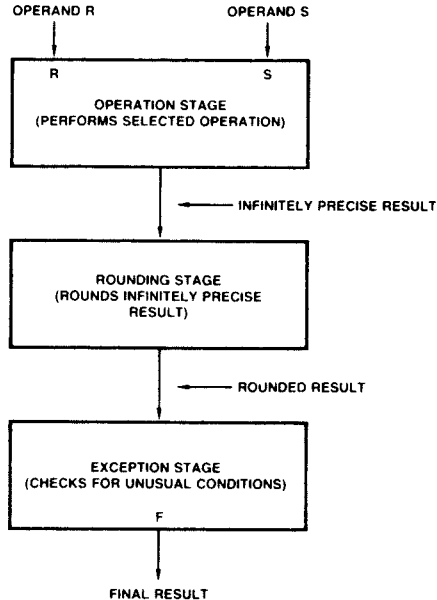 OPERAND R OPERAND S
R S
OPERATION STAGE
(PERFORMS SELECTED OPERATION)
INFINITELY PRECISE RESULT
ROUNDING STAGE
(ROUNDS INFINITELY PRECISE
RESULT)
ROUNDED RESULT
EXCEPTION STAGE
(CHECKS FOR UNUSUAL CONDITIONS)
F
FINAL RESULT